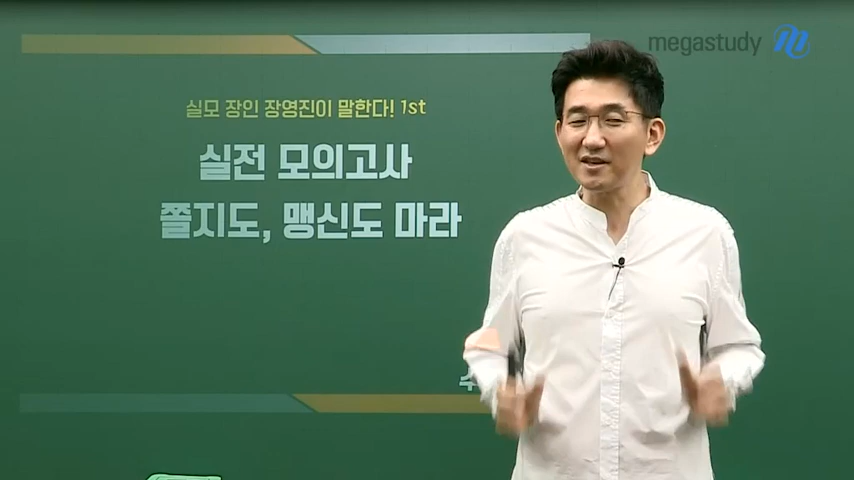 megastudy
실모 장인 장영진이 말한다! 1st
실전 모의고사
쫄지도, 맹신도 마라
수